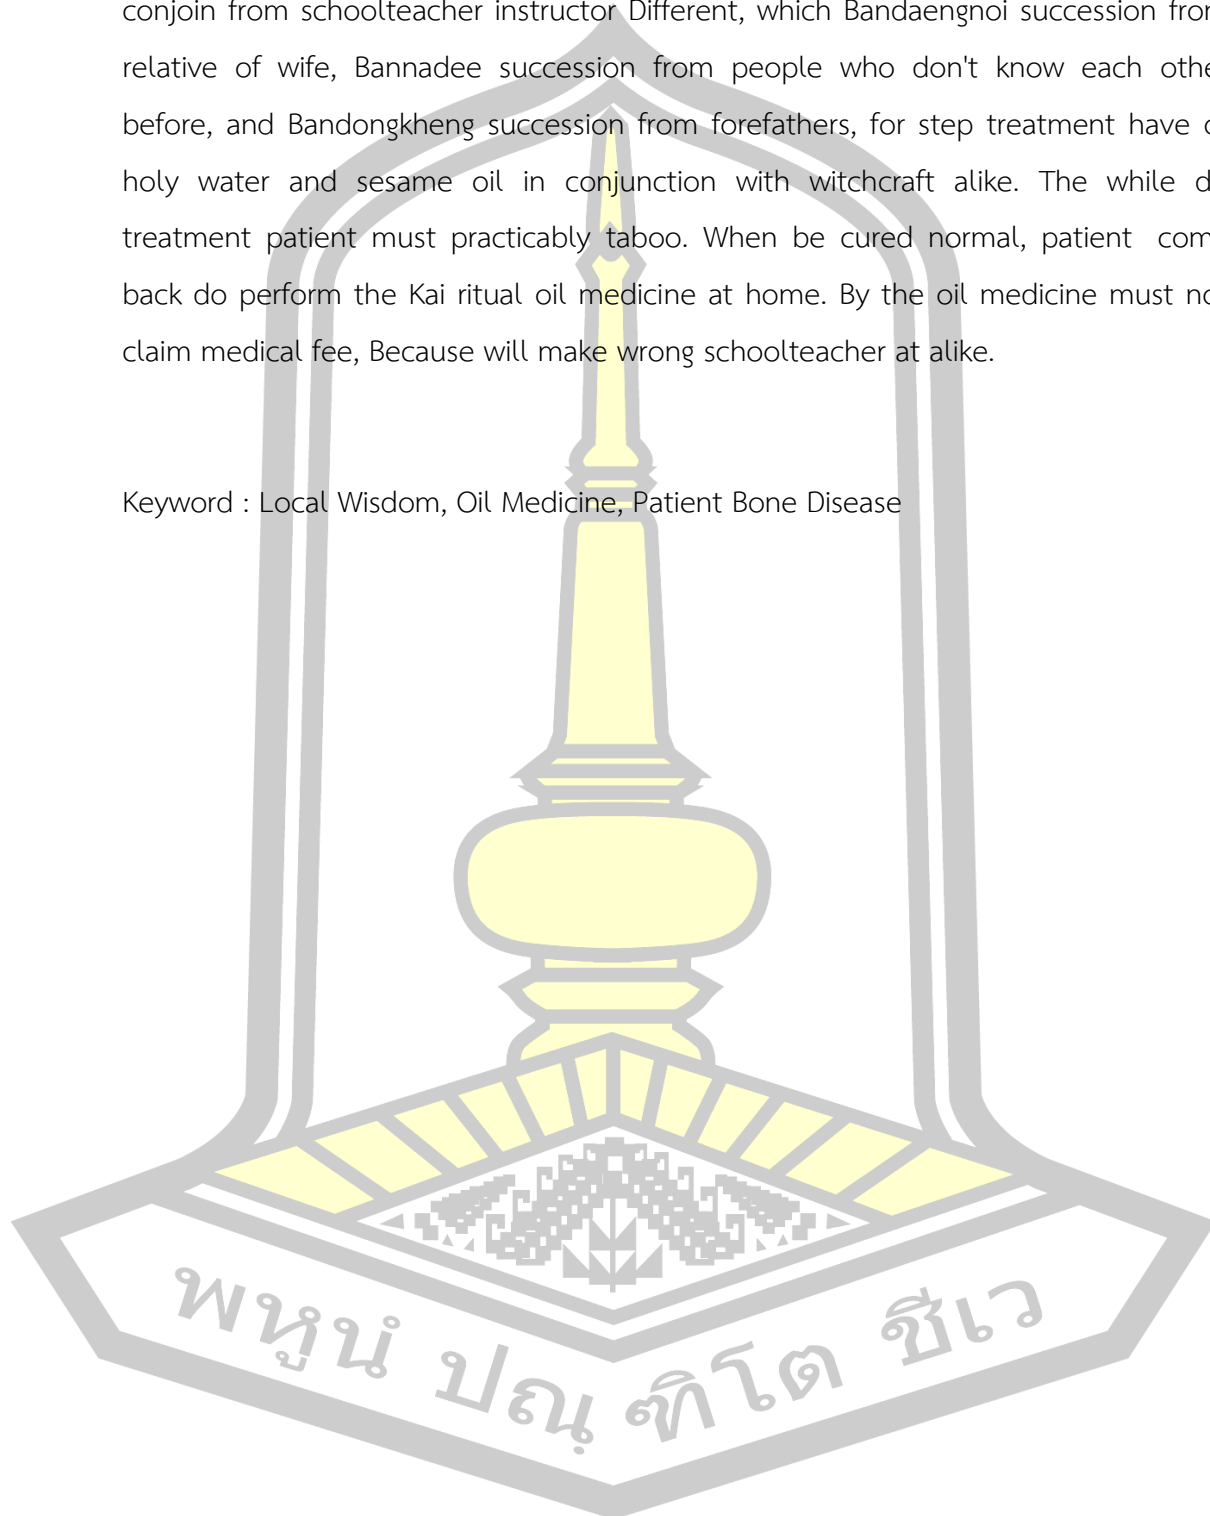 conjoin from schoolteacher instructor Different, which Bandaengnoi succession
relative of wife, Bannadee succession from people who don't know each
before, and Bandongkheng succession from forefathers, for step treatment have
holy water and sesame oil in conjunction with witchcraft alike. The while
treatment patient must practicably taboo. When be cured normal, patient
back do perform the Kai ritual oil medicine at home. By the oil medicine must
claim medical fee, Because will make wrong schoolteacher at alike.
Keyword : Local Wisdom, Oil Medicine, Patient Bone Disease
พหูนํ ปณฺฑิโต ชีเว